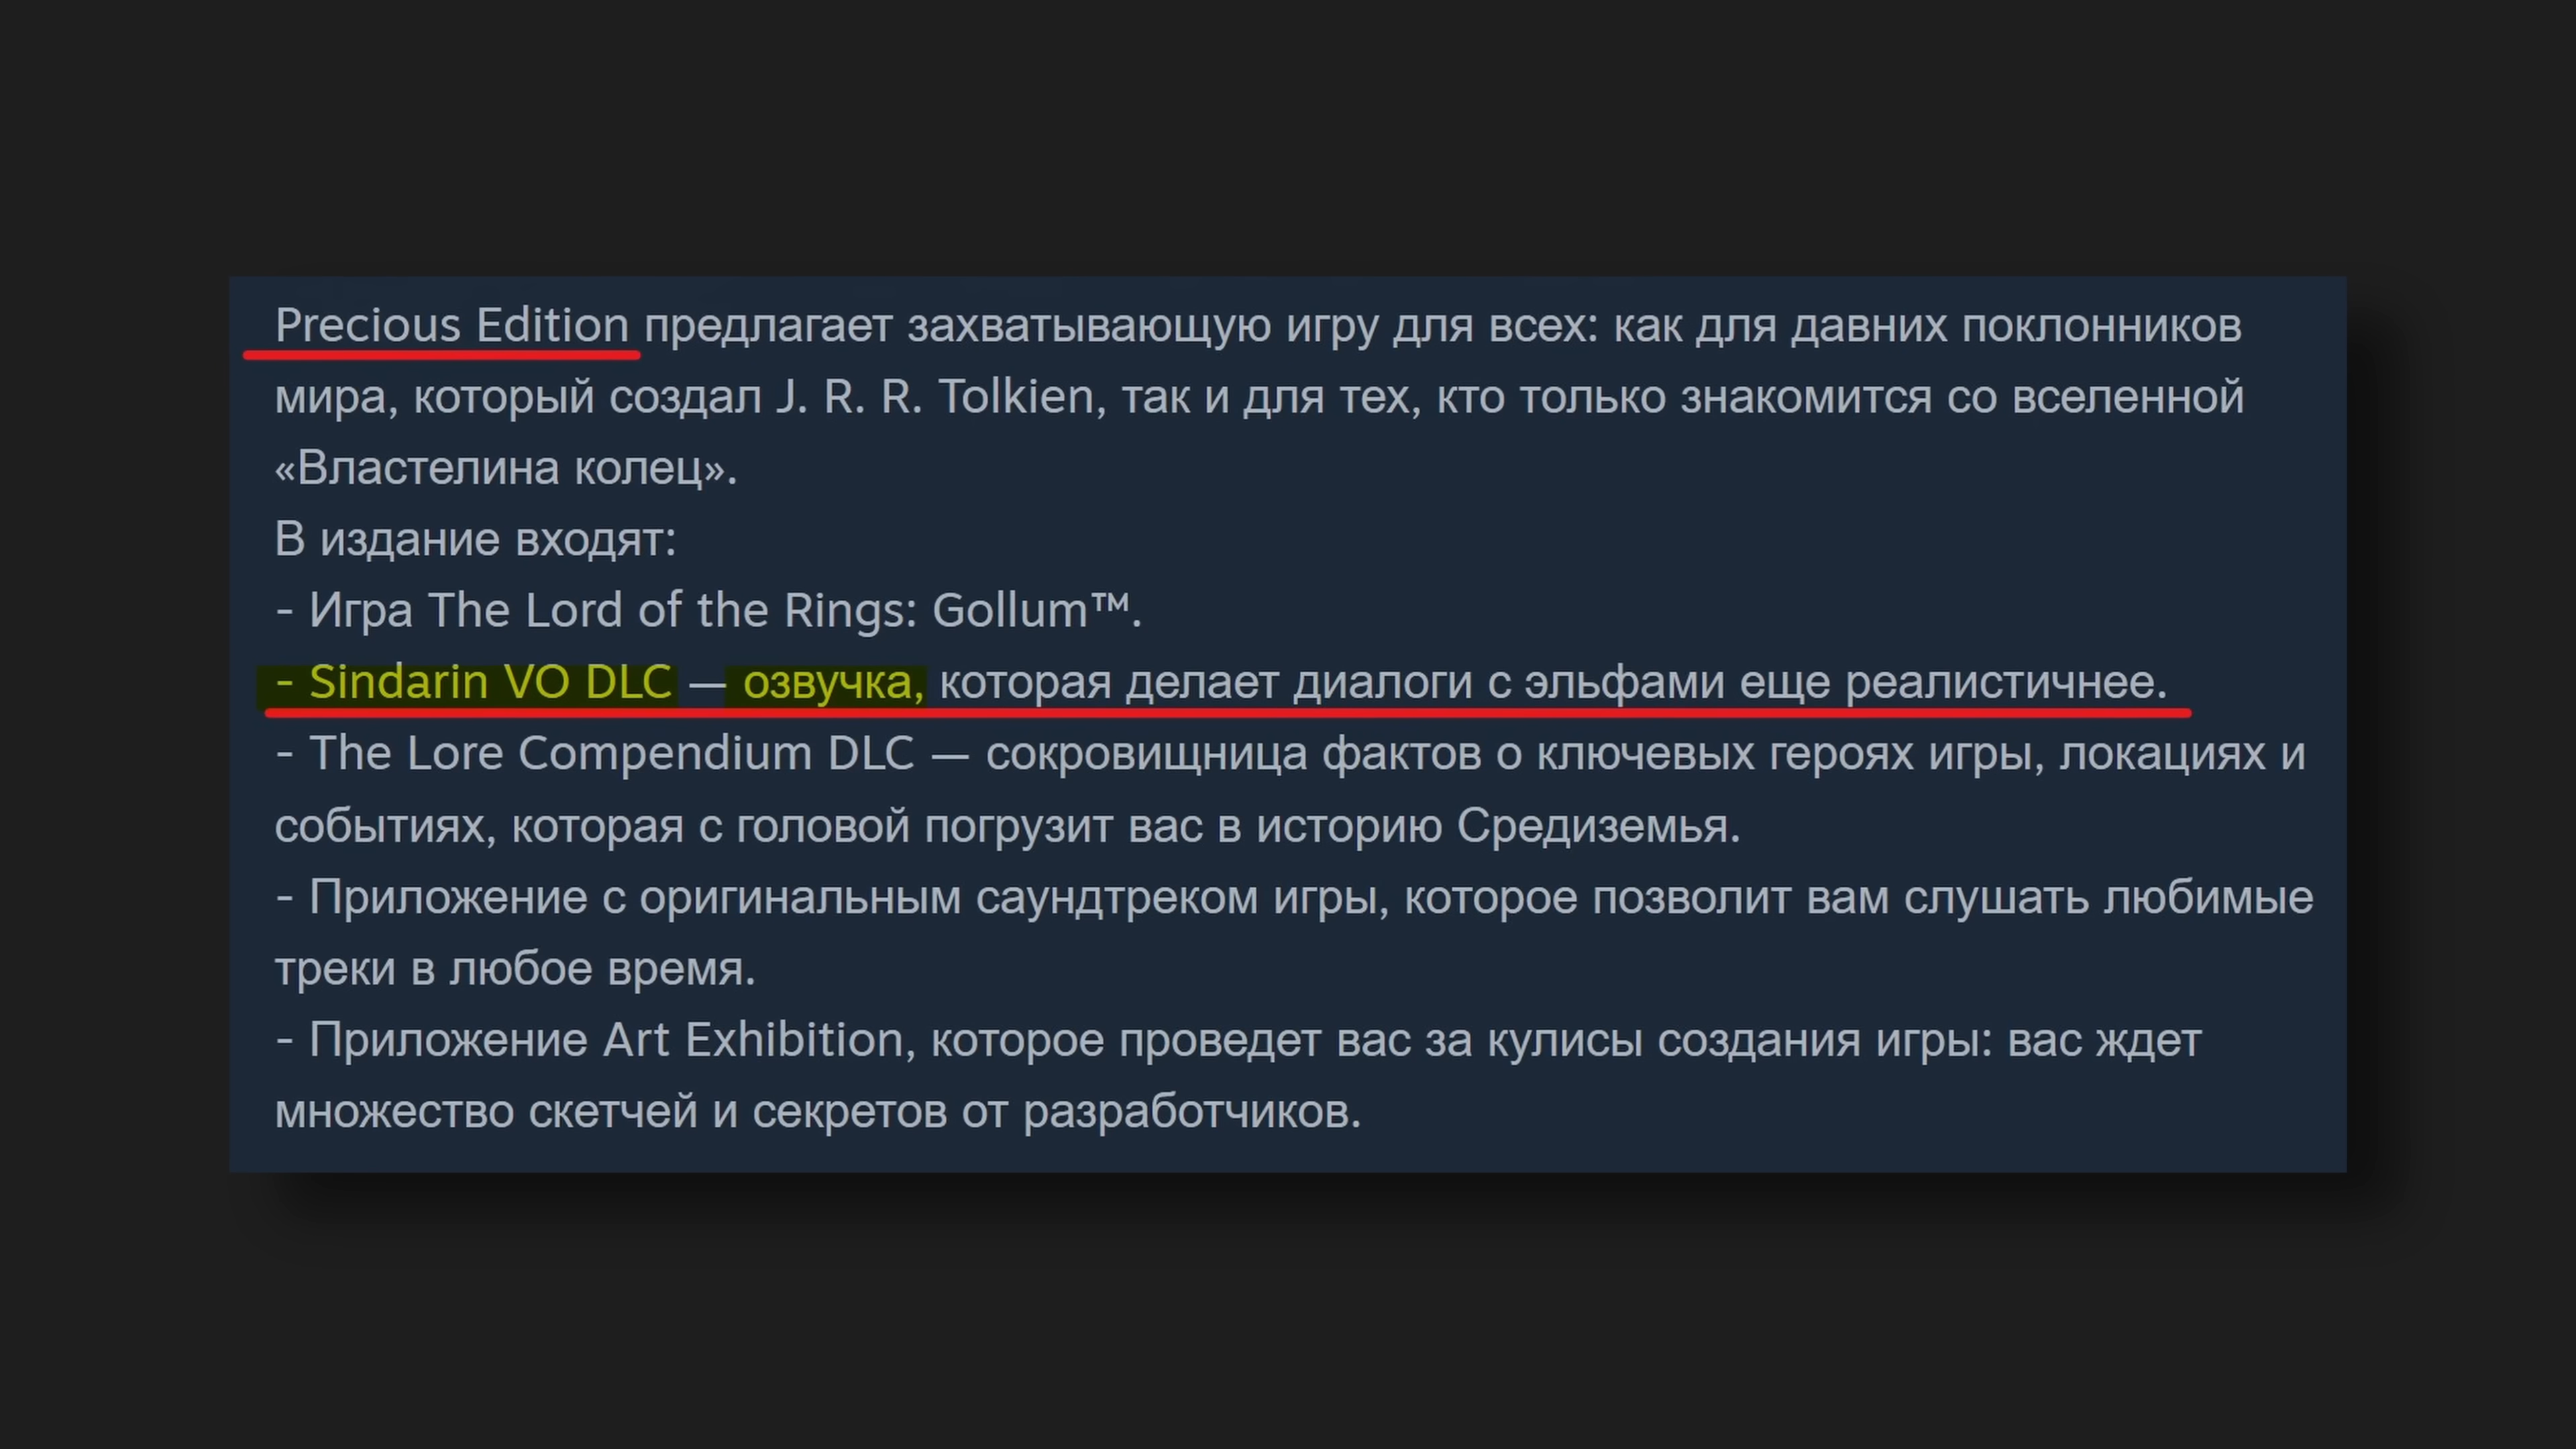 Precious Edition предлагает захватывающую игру для всех: как для давних поклонников
мира, который создал J. R. R. Tolkien, так и для тех, кто только знакомится со вселенной
«Властелина колец».
В издание входят:
- Игра The Lord of the Rings: Gollum™.
- Sindarin VO DLC — озвучка, которая делает диалоги с эльфами еще реалистичнее.
- The Lore Compendium DLC — сокровищница фактов о ключевых героях игры, локациях и
событиях, которая с головой погрузит вас в историю Средиземья.
- Приложение с оригинальным саундтреком игры, которое позволит вам слушать любимые
треки в любое время.
- Приложение Art Exhibition, которое проведет вас за кулисы создания игры: вас ждет
множество скетчей и секретов от разработчиков.